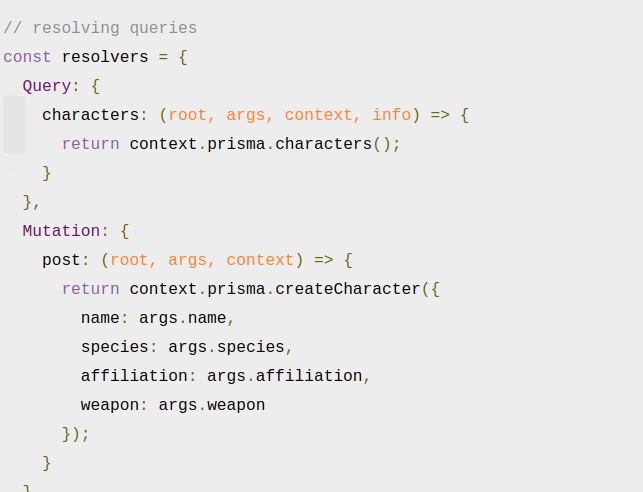 // resolving queries
const resolvers = {
  Query: {
    characters: (root, args, context, info) => {
      return context.prisma.characters();
    }
  },
  Mutation: {
    post: (root, args, context) => {
      return context.prisma.createCharacter({
        name: args.name,
        species: args.species,
        affiliation: args.affiliation,
        weapon: args.weapon
      });
    }
  }